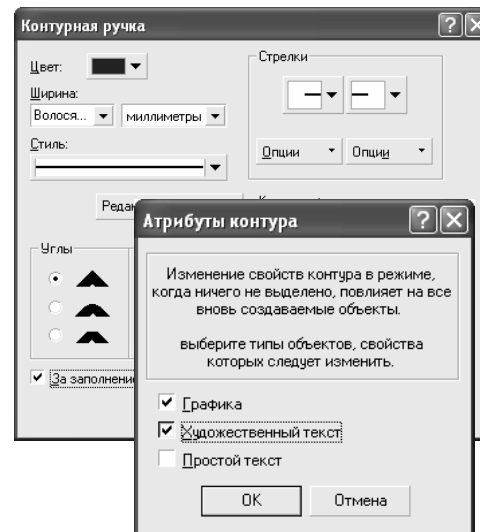 Контурная ручка
Цвет:
Ширина:
Волося... миллиметры
Стиль:
Стрелки
Опции Опции
Углы
За заполнение
Атрибуты контура
Изменение свойств контура в режиме,
когда ничего не выделено, повлияет на все
вновь создаваемые объекты.
выберите типы объектов, свойства
которых следует изменить.
Графика
Художественный текст
Простой текст
OK Отмена